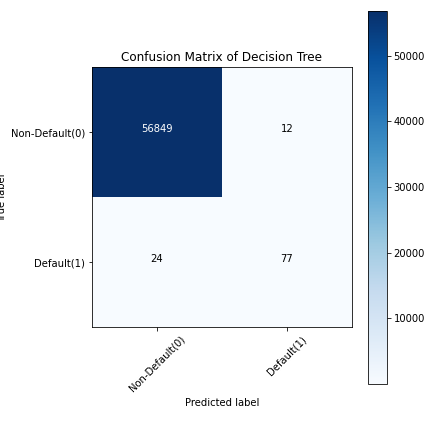 Confusion Matrix of Decision Tree
Non-Default(0)
56849
12
Default(1)
24
77
Non-Default(0)
Default(1)
Predicted label
50000
40000
30000
20000
10000